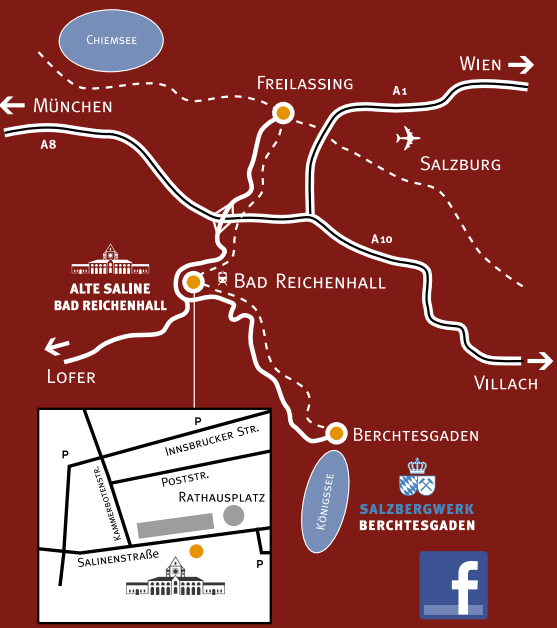 CHIEMSEE
WIEN
FREILASSING
A1
MÜNCHEN
A8
SALZBURG
A10
ALTE SALINE
BAD REICHENHALL
BAD REICHENHALL
LOFER
VILLACH
P
INNSBRUCKER STR.
P
KAMMERBOTENSTR.
POSTSTR.
RATHAUSPLATZ
SALINENSTRAßE
P
BERCHTESGADEN
KÖNIGSSEE
SALZBERGWERK
BERCHTESGADEN
f